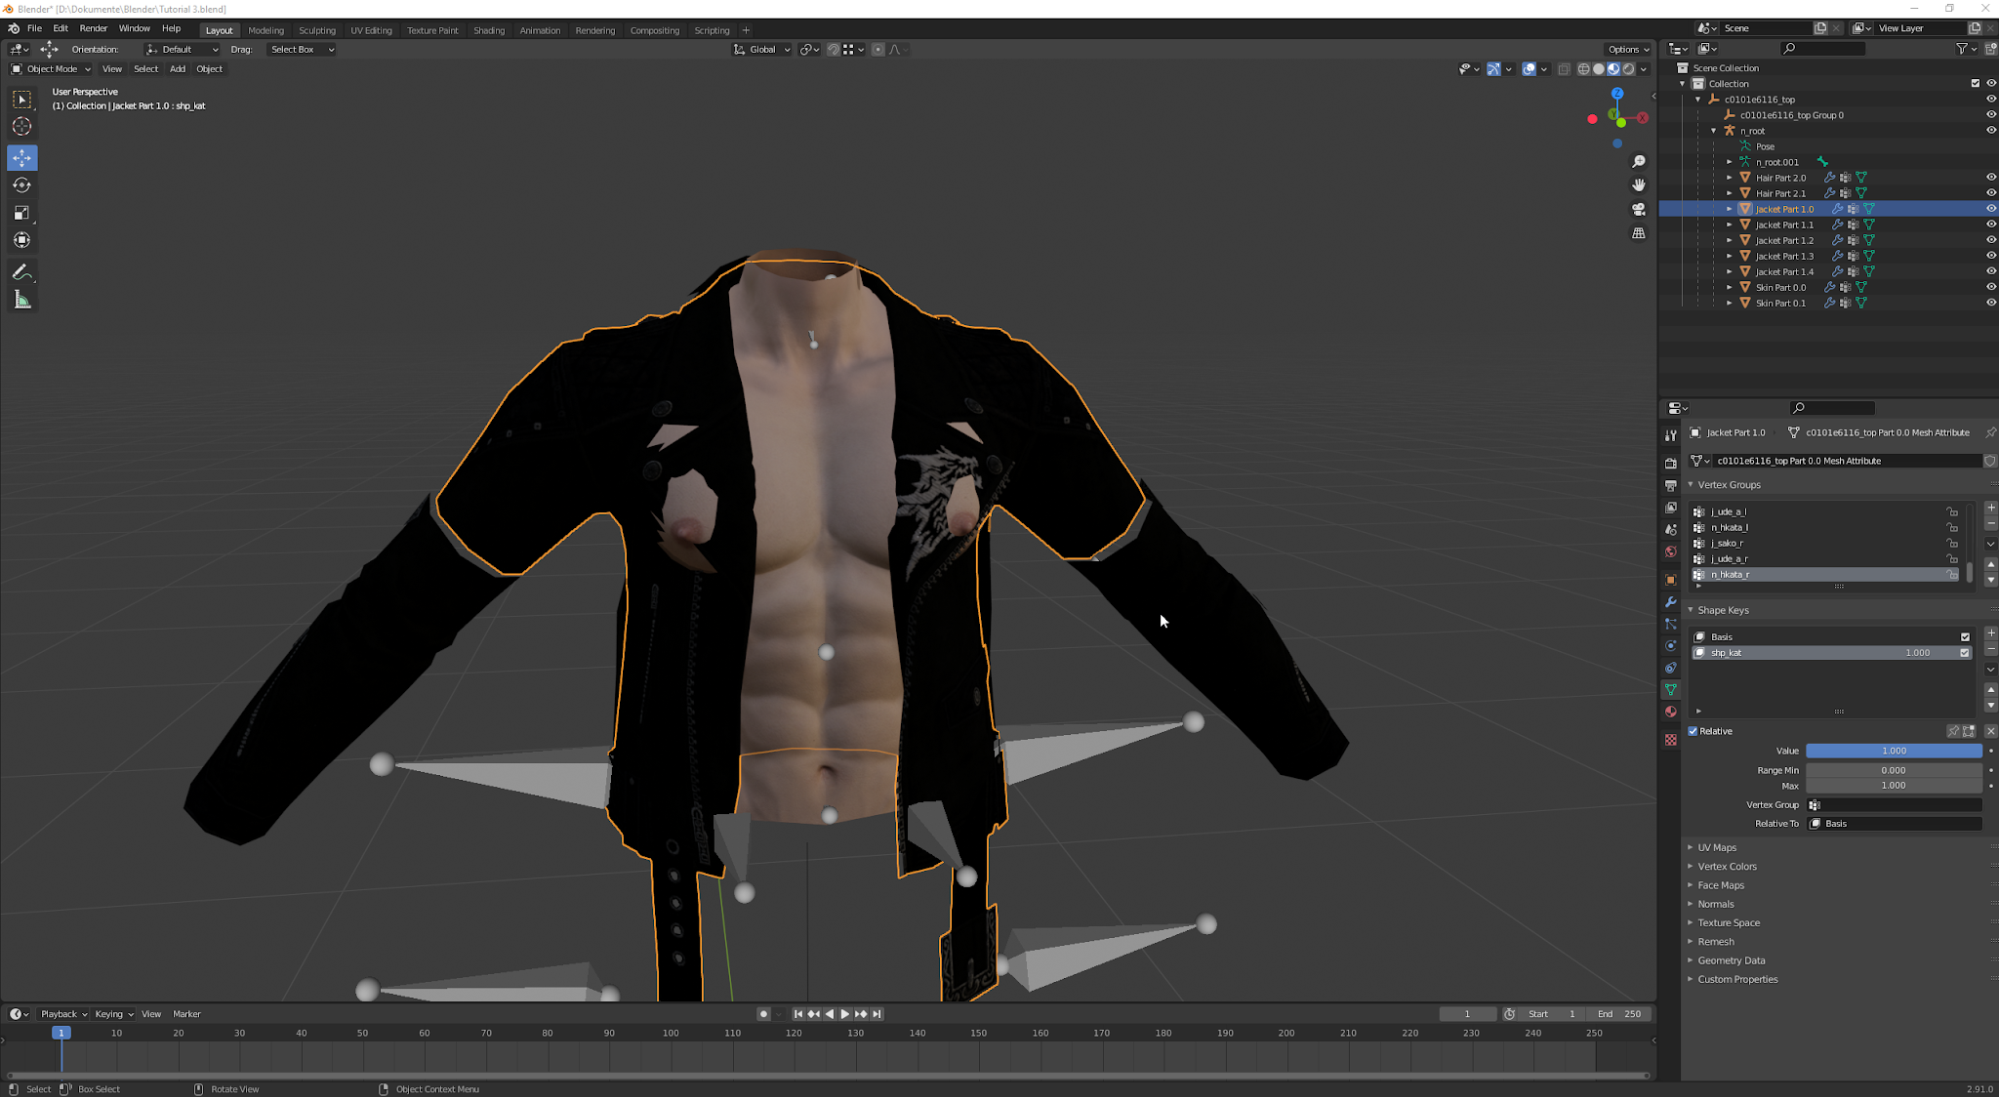 Blender* [D:\Dokumente\Blender\Tutorial 3.blend]
File Edit Render Window Help Layout Modeling Sculpting UV Editing Texture Paint Shading Animation Rendering Compositing Scripting +
Scene View Layer
Orientation: Default Drag: Select Box Global Options
Object Mode View Select Add Object
User Perspective
(1) Collection | Jacket Part 1.0 : shp_kat
Z
Y
X
Scene Collection
Collection
c0101e6116_top
c0101e6116_top Group 0
n_root
Pose
n_root.001
Hair Part 2.0
Hair Part 2.1
Jacket Part 1.0
Jacket Part 1.1
Jacket Part 1.2
Jacket Part 1.3
Jacket Part 1.4
Skin Part 0.0
Skin Part 0.1
Jacket Part 1.0 c0101e6116_top Part 0.0 Mesh Attribute
c0101e6116_top Part 0.0 Mesh Attribute
Vertex Groups
j_ude_a_l
n_hkata_l
j_sako_r
j_ude_a_r
n_hkata_r
Shape Keys
Basis
shp_kat 1.000
Relative
Value 1.000
Range Min 0.000
Max 1.000
Vertex Group
Relative To Basis
UV Maps
Vertex Colors
Face Maps
Normals
Texture Space
Remesh
Geometry Data
Custom Properties
Playback Keying View Marker 1 Start 1 End 250
1 10 20 30 40 50 60 70 80 90 100 110 120 130 140 150 160 170 180 190 200 210 220 230 240 250
Select Box Select Rotate View Object Context Menu 2.91.0